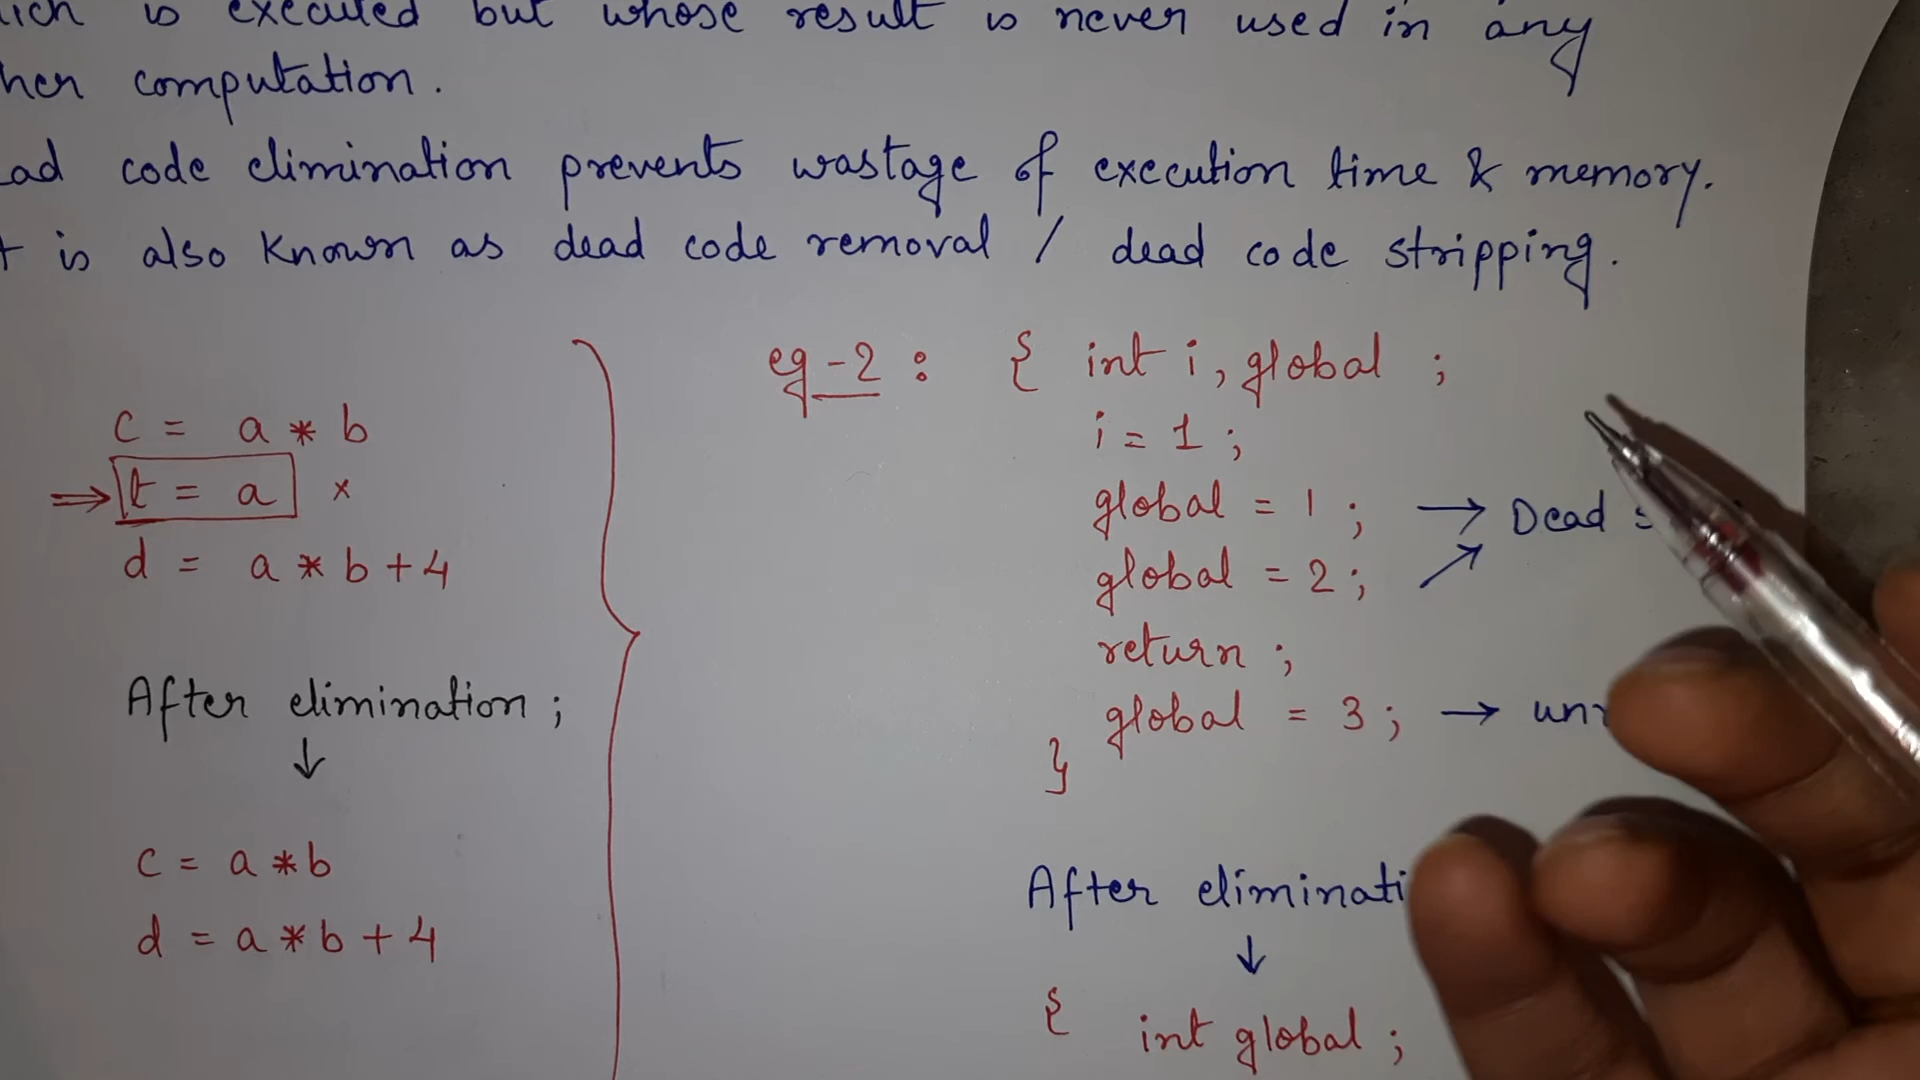 is executed but whose result is never used in any
computation.
code elimination prevents wastage of execution time & memory.
is also known as dead code removal / dead code stripping.
c = a * b
⇒ t = a ×
d = a * b + 4
After elimination ;
↓
c = a * b
d = a * b + 4
eg-2 : { int i, global ;
i = 1 ;
global = 1 ; → Dead
global = 2 ;
return ;
global = 3 ; →
}
After
↓
{ int global ;